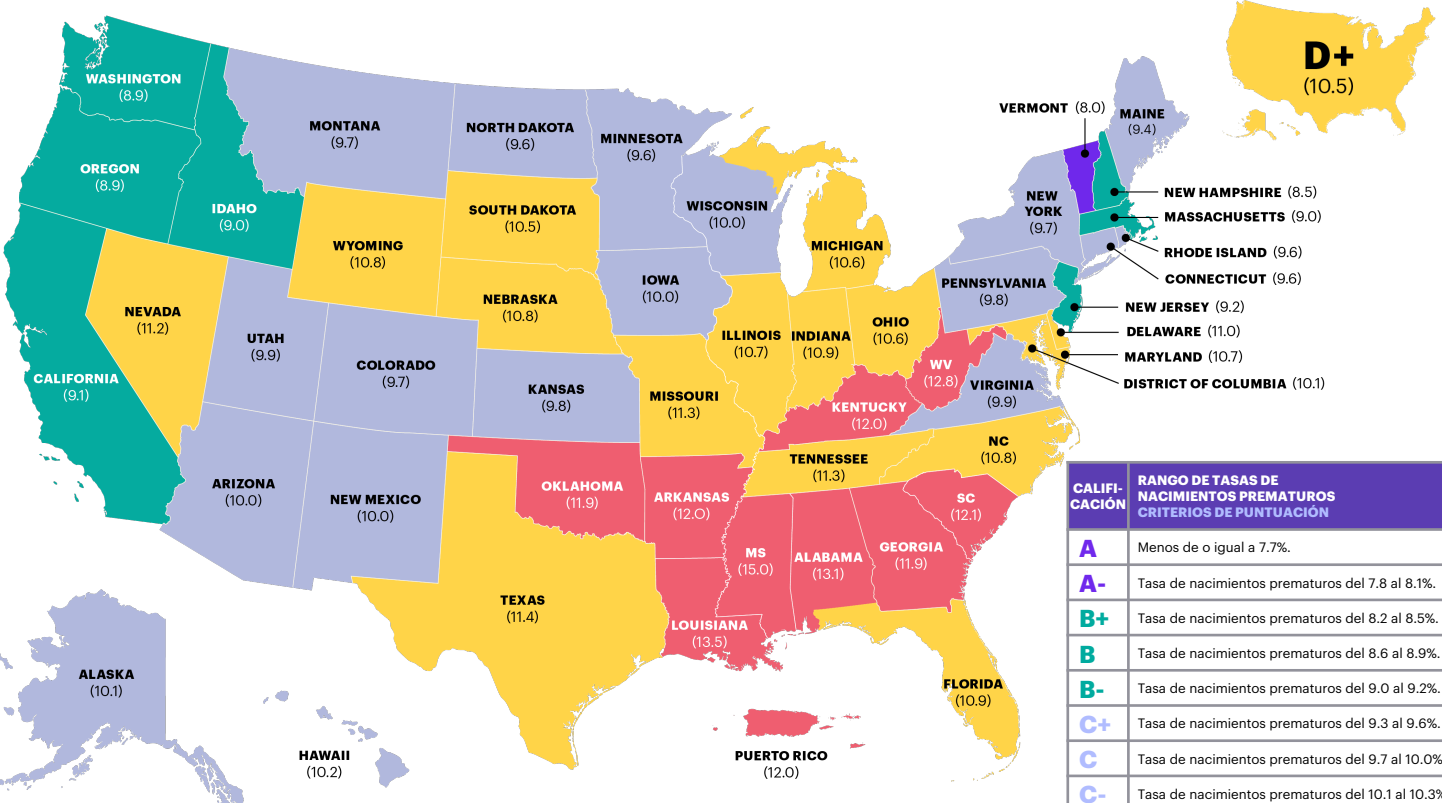 WASHINGTON
(8.9)
OREGON
(8.9)
IDAHO
(9.0)
MONTANA
(9.7)
NORTH DAKOTA
(9.6)
MINNESOTA
(9.6)
SOUTH DAKOTA
(10.5)
WISCONSIN
(10.0)
MICHIGAN
(10.6)
WYOMING
(10.8)
NEBRASKA
(10.8)
IOWA
(10.0)
NEVADA
(11.2)
UTAH
(9.9)
COLORADO
(9.7)
KANSAS
(9.8)
MISSOURI
(11.3)
ILLINOIS
(10.7)
INDIANA
(10.9)
OHIO
(10.6)
CALIFORNIA
(9.1)
ARIZONA
(10.0)
NEW MEXICO
(10.0)
OKLAHOMA
(11.9)
ARKANSAS
(12.0)
TEXAS
(11.4)
LOUISIANA
(13.5)
MS
(15.0)
ALABAMA
(13.1)
GEORGIA
(11.9)
SC
(12.1)
NC
(10.8)
TENNESSEE
(11.3)
KENTUCKY
(12.0)
WV
(12.8)
VIRGINIA
(9.9)
PENNSYLVANIA
(9.8)
NEW
YORK
(9.7)
VERMONT (8.0)
MAINE
(9.4)
NEW HAMPSHIRE (8.5)
MASSACHUSETTS (9.0)
RHODE ISLAND (9.6)
CONNECTICUT (9.6)
NEW JERSEY (9.2)
DELAWARE (11.0)
MARYLAND (10.7)
DISTRICT OF COLUMBIA (10.1)
FLORIDA
(10.9)
ALASKA
(10.1)
HAWAII
(10.2)
PUERTO RICO
(12.0)
D+
(10.5)
CALIFI-
CACIÓN
RANGO DE TASAS DE
NACIMIENTOS PREMATUROS
CRITERIOS DE PUNTUACIÓN
A Menos de o igual a 7.7%.
A- Tasa de nacimientos prematuros del 7.8 al 8.1%.
B+ Tasa de nacimientos prematuros del 8.2 al 8.5%.
B Tasa de nacimientos prematuros del 8.6 al 8.9%.
B- Tasa de nacimientos prematuros del 9.0 al 9.2%.
C+ Tasa de nacimientos prematuros del 9.3 al 9.6%.
C Tasa de nacimientos prematuros del 9.7 al 10.0%
C- Tasa de nacimientos prematuros del 10.1 al 10.3%